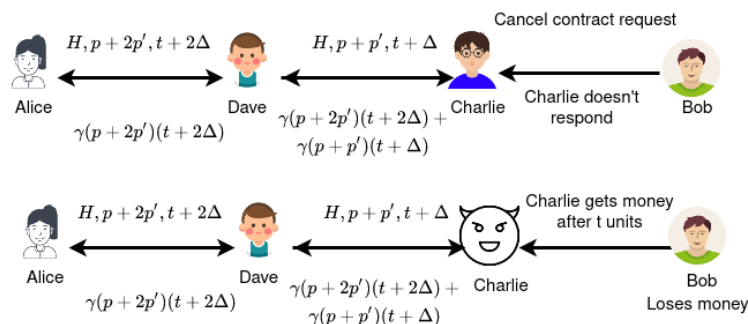 Cancel contract request
H, p + 2p′, t + 2Δ
H, p + p′, t + Δ
Alice
Dave
Charlie
Charlie doesn't
respond
Bob
γ(p + 2p′)(t + 2Δ)
γ(p + 2p′)(t + 2Δ) +
γ(p + p′)(t + Δ)
H, p + 2p′, t + 2Δ
H, p + p′, t + Δ
Charlie gets money
after t units
Alice
Dave
Charlie
Bob
Loses money
γ(p + 2p′)(t + 2Δ)
γ(p + 2p′)(t + 2Δ) +
γ(p + p′)(t + Δ)